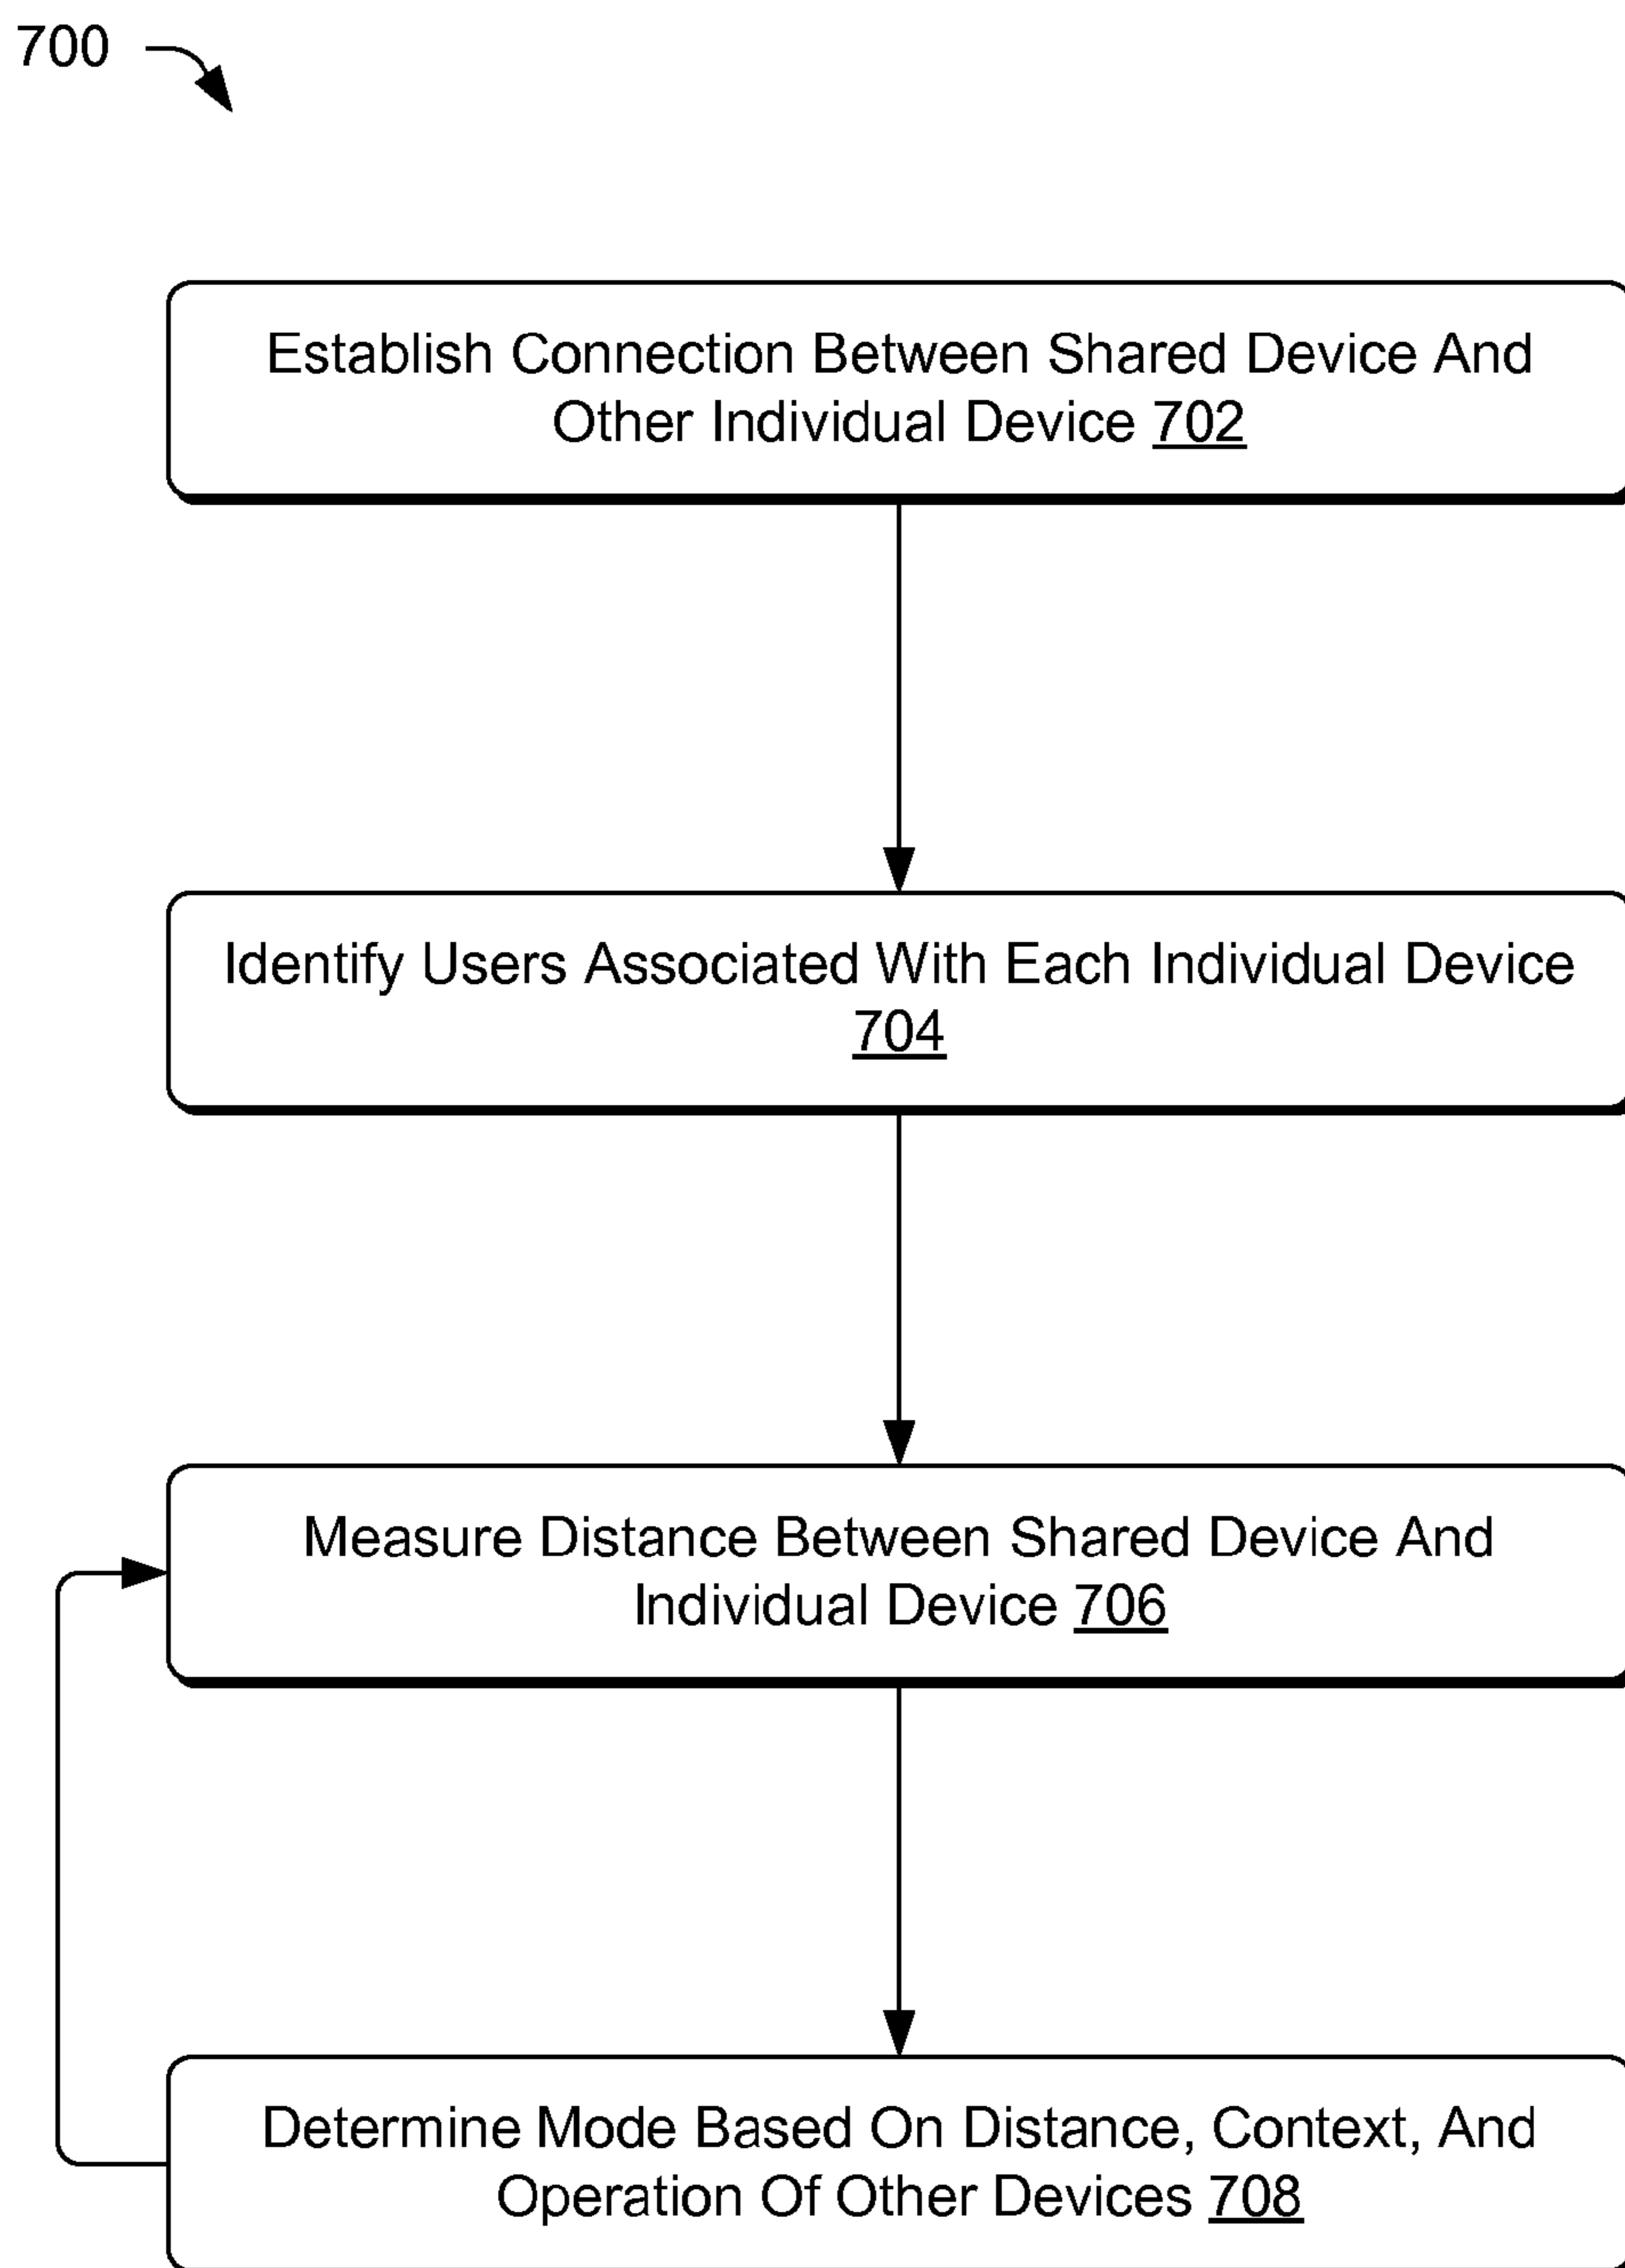 700
Establish Connection Between Shared Device And
Other Individual Device 702
Identify Users Associated With Each Individual Device
704
Measure Distance Between Shared Device And
Individual Device 706
Determine Mode Based On Distance, Context, And
Operation Of Other Devices 708